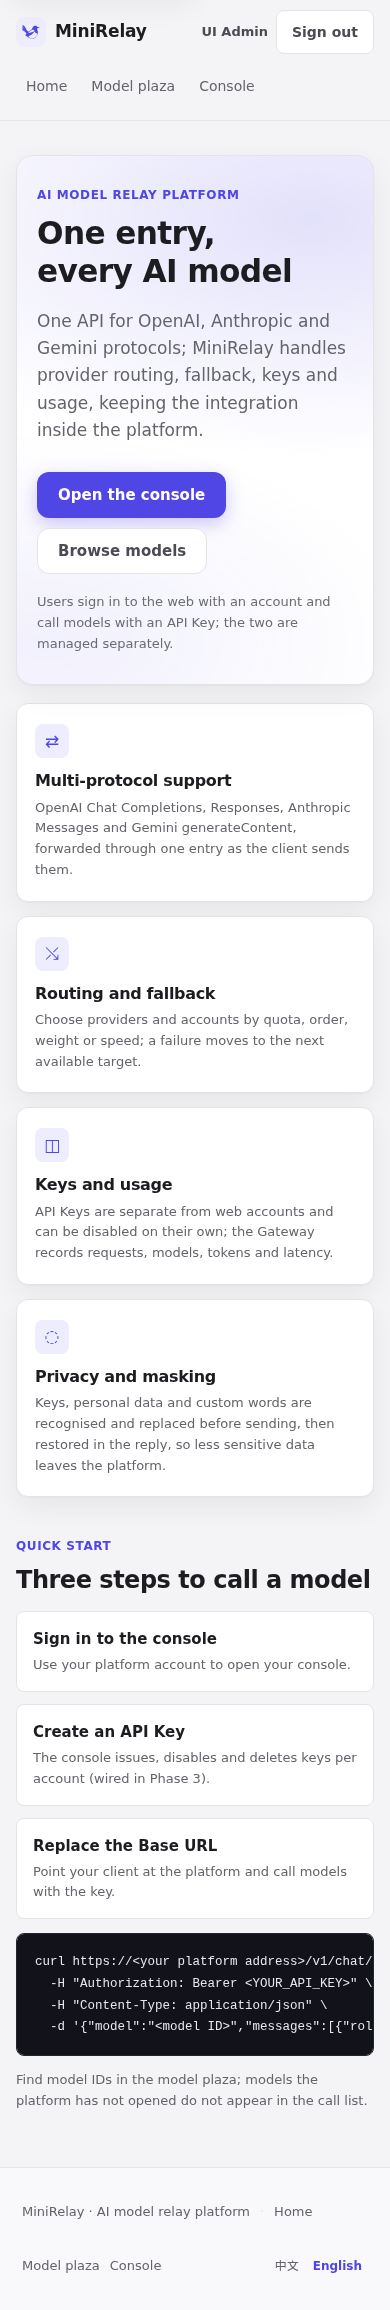 MiniRelay
UI Admin
Sign out
Home
Model plaza
Console
AI MODEL RELAY PLATFORM
One entry,
every AI model
One API for OpenAI, Anthropic and
Gemini protocols; MiniRelay handles
provider routing, fallback, keys and
usage, keeping the integration
inside the platform.
Open the console
Browse models
Users sign in to the web with an account and
call models with an API Key; the two are
managed separately.
Multi-protocol support
OpenAI Chat Completions, Responses, Anthropic
Messages and Gemini generateContent,
forwarded through one entry as the client sends
them.
Routing and fallback
Choose providers and accounts by quota, order,
weight or speed; a failure moves to the next
available target.
Keys and usage
API Keys are separate from web accounts and
can be disabled on their own; the Gateway
records requests, models, tokens and latency.
Privacy and masking
Keys, personal data and custom words are
recognised and replaced before sending, then
restored in the reply, so less sensitive data
leaves the platform.
QUICK START
Three steps to call a model
Sign in to the console
Use your platform account to open your console.
Create an API Key
The console issues, disables and deletes keys per
account (wired in Phase 3).
Replace the Base URL
Point your client at the platform and call models
with the key.
curl https://<your platform address>/v1/chat/
-H "Authorization: Bearer <YOUR_API_KEY>" \
-H "Content-Type: application/json" \
-d '{"model":"<model ID>","messages":[{"rol
Find model IDs in the model plaza; models the
platform has not opened do not appear in the call list.
MiniRelay · AI model relay platform · Home
Model plaza Console
中文 English